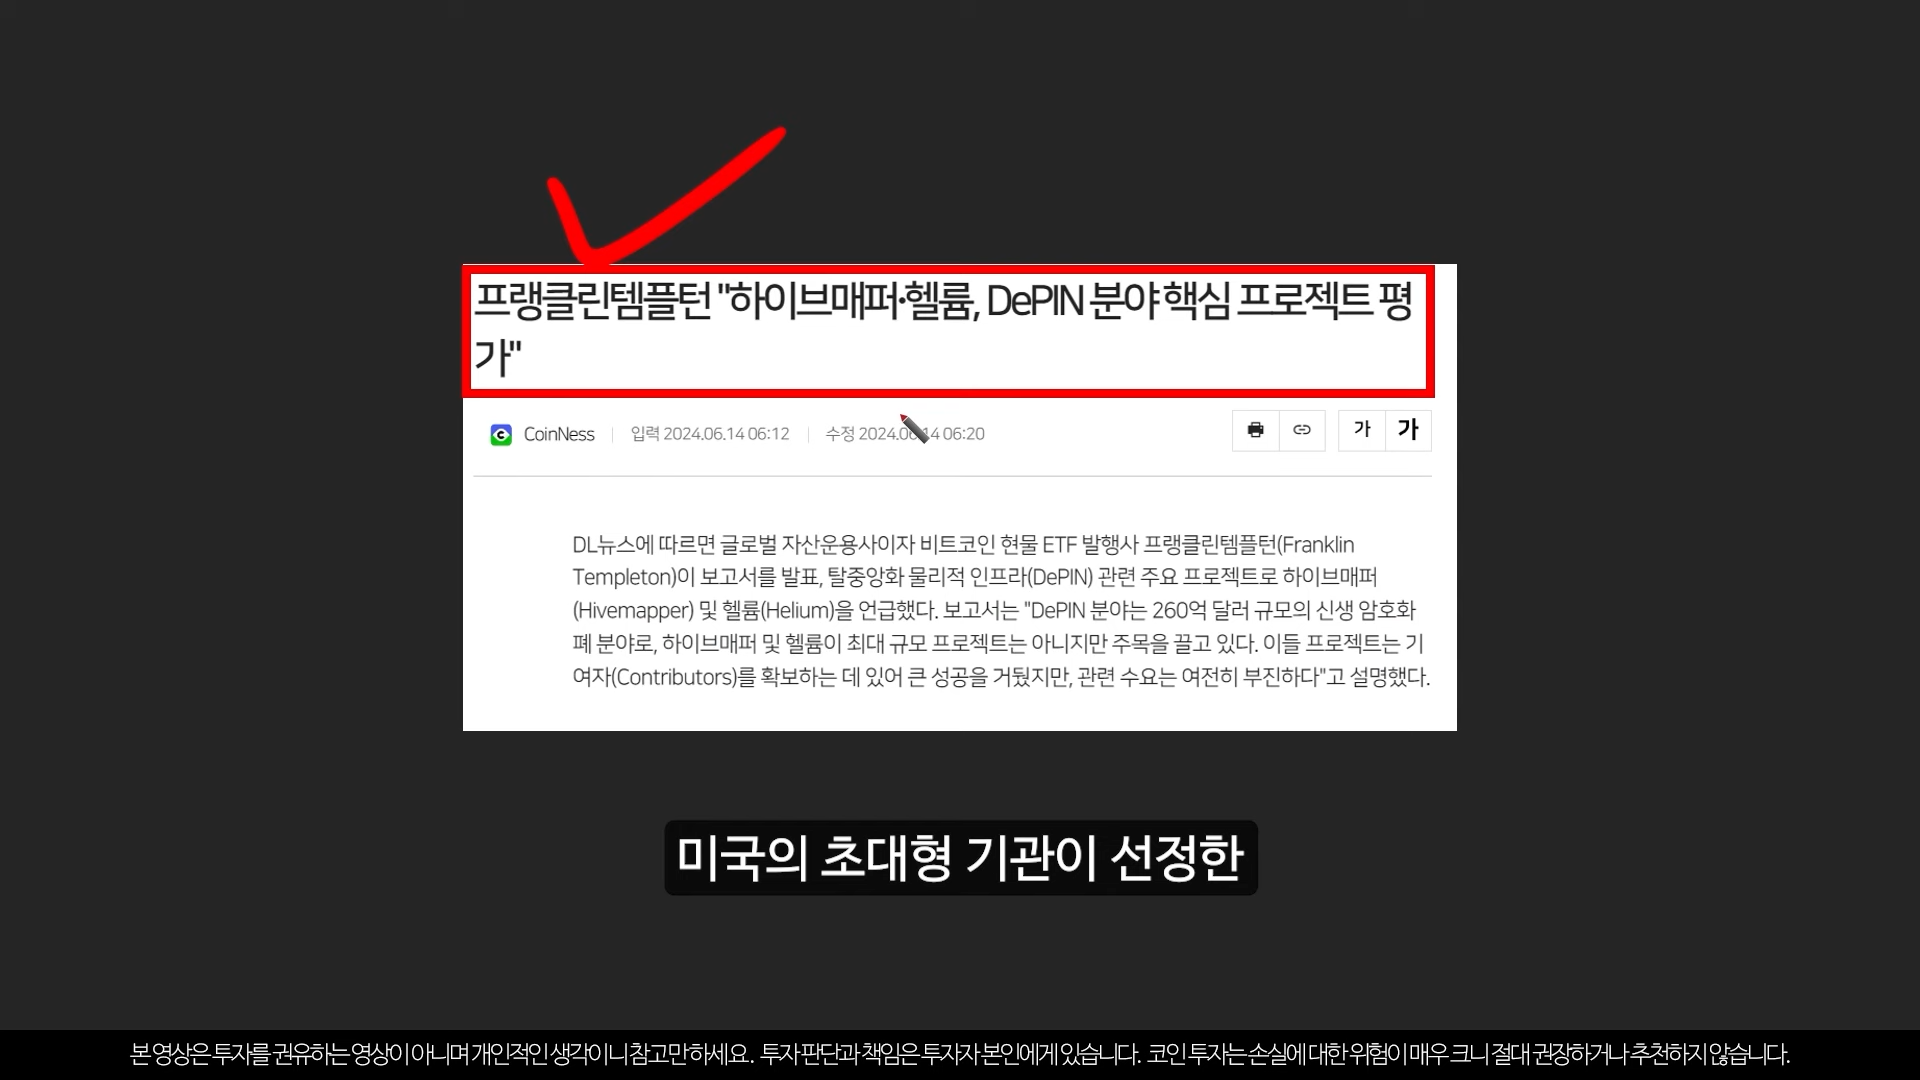 프랭클린템플턴 "하이브매퍼·헬륨, DePIN 분야 핵심 프로젝트 평
가"
CoinNess 입력 2024.06.14 06:12 수정 2024.06.14 06:20 가 가
DL뉴스에 따르면 글로벌 자산운용사이자 비트코인 현물 ETF 발행사 프랭클린템플턴(Franklin
Templeton)이 보고서를 발표, 탈중앙화 물리적 인프라(DePIN) 관련 주요 프로젝트로 하이브매퍼
(Hivemapper) 및 헬륨(Helium)을 언급했다. 보고서는 "DePIN 분야는 260억 달러 규모의 신생 암호화
폐 분야로, 하이브매퍼 및 헬륨이 최대 규모 프로젝트는 아니지만 주목을 끌고 있다. 이들 프로젝트는 기
여자(Contributors)를 확보하는 데 있어 큰 성공을 거뒀지만, 관련 수요는 여전히 부진하다"고 설명했다.
미국의 초대형 기관이 선정한
본 영상은 투자를 권유하는 영상이 아니며 개인적인 생각이니 참고만 하세요. 투자 판단과 책임은 투자자 본인에게 있습니다. 코인 투자는 손실에 대한 위험이 매우 크니 절대 권장하거나 추천하지 않습니다.